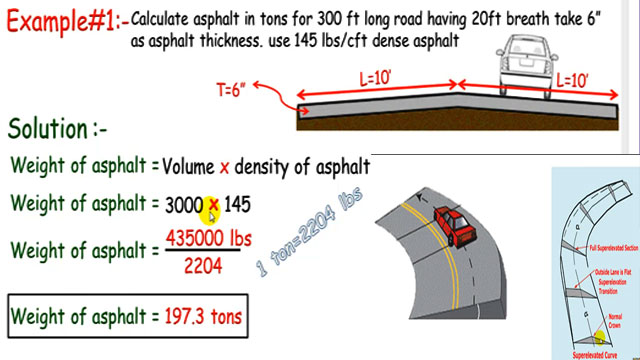 Example#1:- Calculate asphalt in tons for 300 ft long road having 20ft breath take 6"
as asphalt thickness. use 145 lbs/cft dense asphalt
L=10'
L=10'
T=6"
Solution :-
Weight of asphalt = Volume x density of asphalt
Weight of asphalt = 3000 x 145
Weight of asphalt = 435000 lbs
2204
1 ton=2204 lbs
Weight of asphalt = 197.3 tons
Full Superelevated Section
Outside Lane is Flat
Superelevation
Transition
Normal
Crown
Superelevated Curve